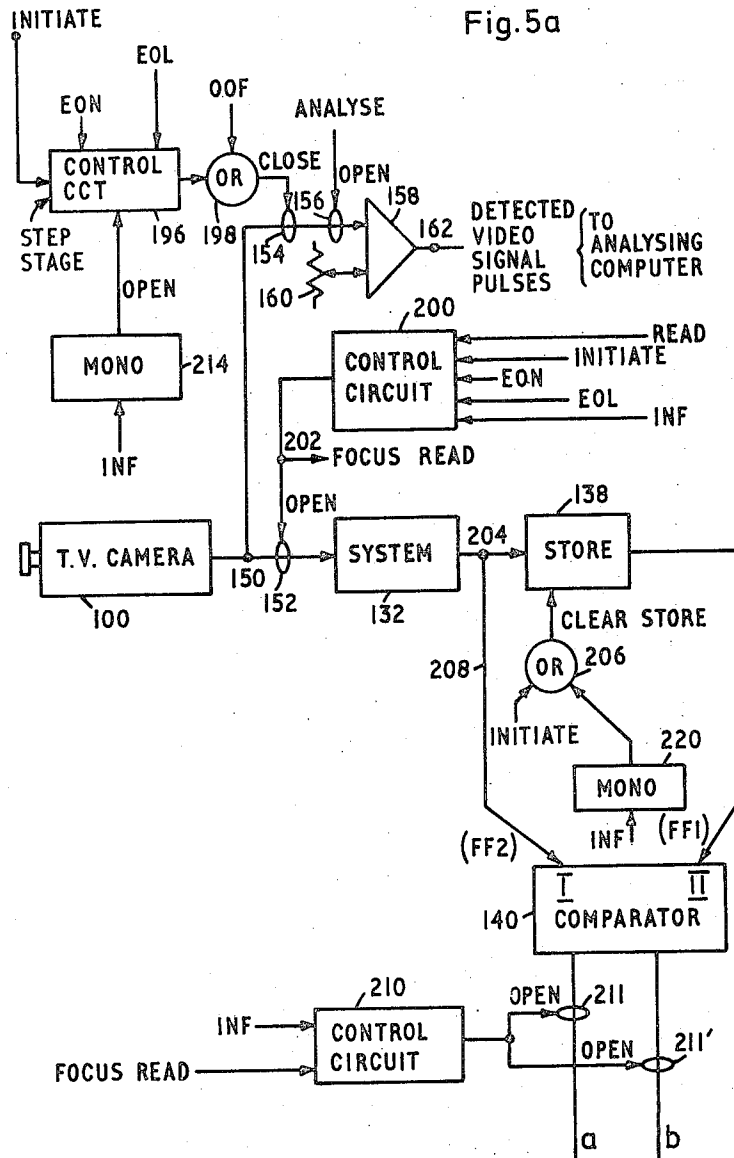 Fig.5a
INITIATE
EOL
EON
OOF
ANALYSE
CONTROL
CCT
OR
CLOSE
OPEN
158
156
162
DETECTED
VIDEO
SIGNAL
PULSES
TO
ANALYSING
COMPUTER
STEP
STAGE
196
198
154
160
OPEN
200
MONO
214
CONTROL
CIRCUIT
READ
INITIATE
EON
EOL
INF
INF
202
FOCUS READ
OPEN
138
T.V. CAMERA
150
152
SYSTEM
204
STORE
100
132
CLEAR STORE
208
OR
206
INITIATE
220
MONO
INF
(FF2)
(FF1)
I
II
140
COMPARATOR
210
OPEN
211
INF
CONTROL
CIRCUIT
OPEN
211'
FOCUS READ
a
b